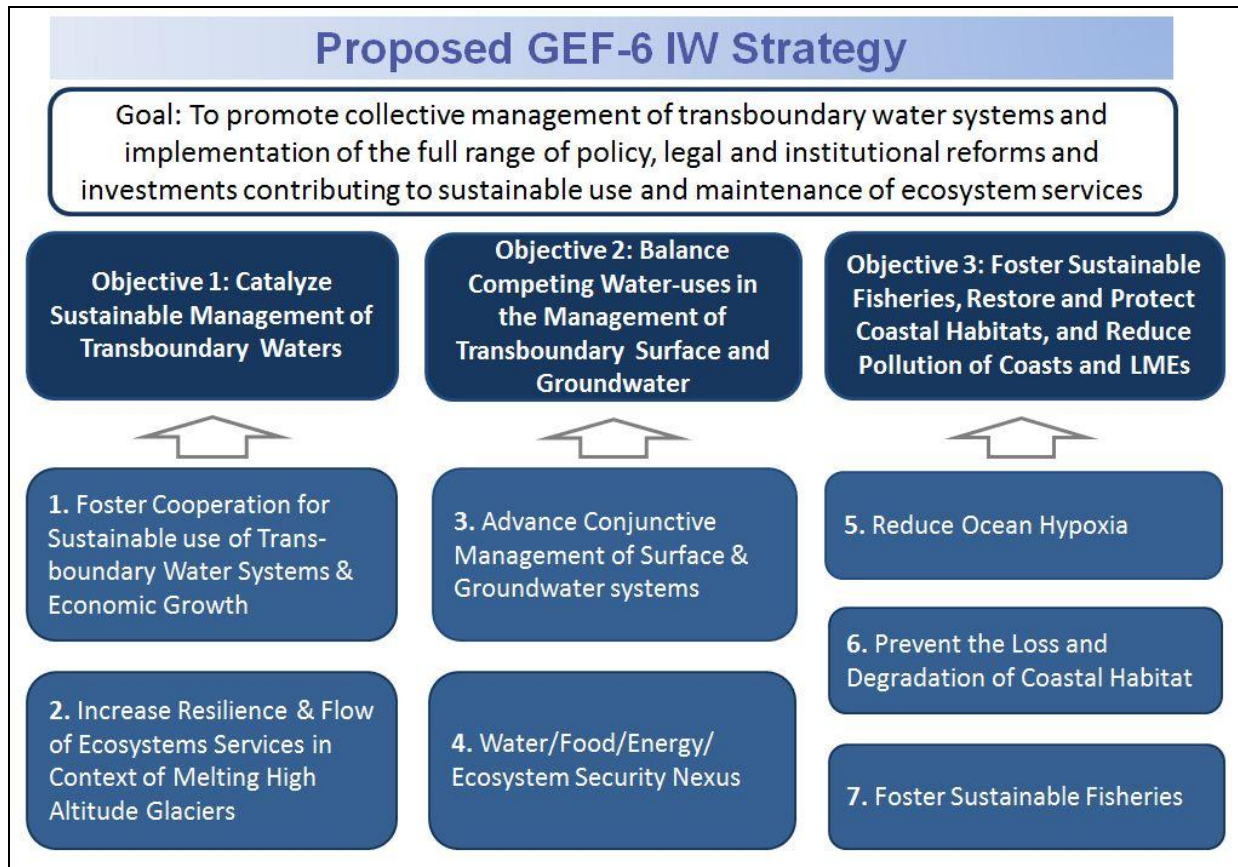 Proposed GEF-6 IW Strategy
Goal: To promote collective management of transboundary water systems and
implementation of the full range of policy, legal and institutional reforms and
investments contributing to sustainable use and maintenance of ecosystem services
Objective 1: Catalyze
Sustainable Management of
Transboundary Waters
Objective 2: Balance
Competing Water-uses in
the Management of
Transboundary Surface and
Groundwater
Objective 3: Foster Sustainable
Fisheries, Restore and Protect
Coastal Habitats, and Reduce
Pollution of Coasts and LMEs
1. Foster Cooperation for
Sustainable use of Trans-
boundary Water Systems &
Economic Growth
2. Increase Resilience & Flow
of Ecosystems Services in
Context of Melting High
Altitude Glaciers
3. Advance Conjunctive
Management of Surface &
Groundwater systems
4. Water/Food/Energy/
Ecosystem Security Nexus
5. Reduce Ocean Hypoxia
6. Prevent the Loss and
Degradation of Coastal Habitat
7. Foster Sustainable Fisheries